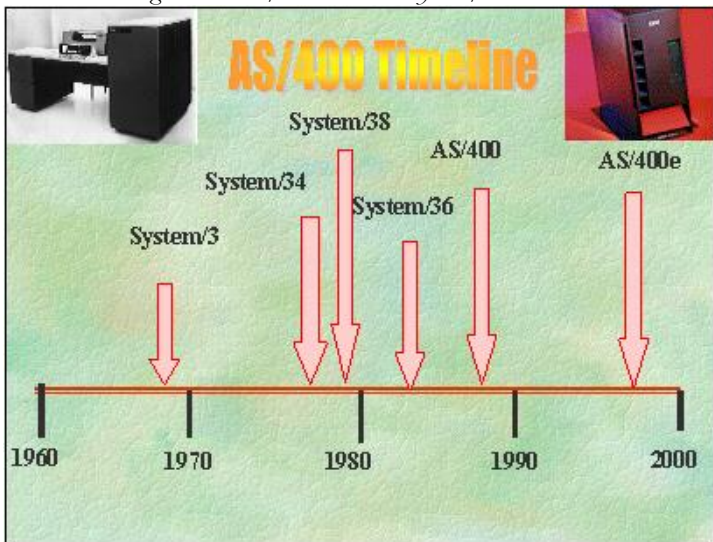 AS/400 Timeline
System/38
AS/400
AS/400e
System/34
System/36
System/3
1960
1970
1980
1990
2000